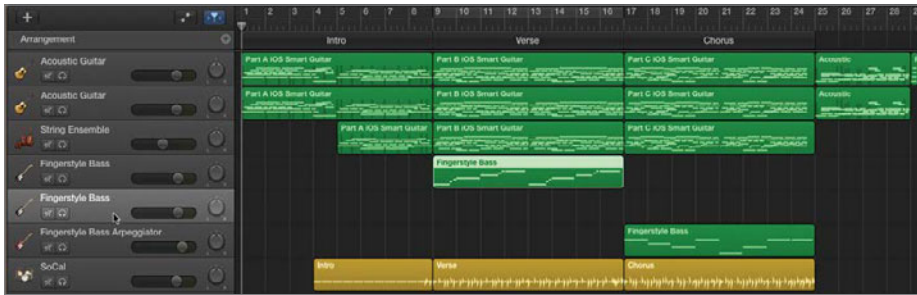 1 2 3 4 5 6 7 8 9 10 11 12 13 14 15 16 17 18 19 20 21 22 23 24 25 26 27 28
Arrangement Intro Verse Chorus
Acoustic Guitar
Part A iOS Smart Guitar Part B iOS Smart Guitar Part C iOS Smart Guitar Acoustic
Acoustic Guitar
Part A iOS Smart Guitar Part B iOS Smart Guitar Part C iOS Smart Guitar Acoustic
String Ensemble
Part A iOS Smart Guitar Part B iOS Smart Guitar Part C iOS Smart Guitar
Fingerstyle Bass
Fingerstyle Bass
Fingerstyle Bass
Fingerstyle Bass Arpeggiator
Fingerstyle Bass
SoCal
Intro Verse Chorus